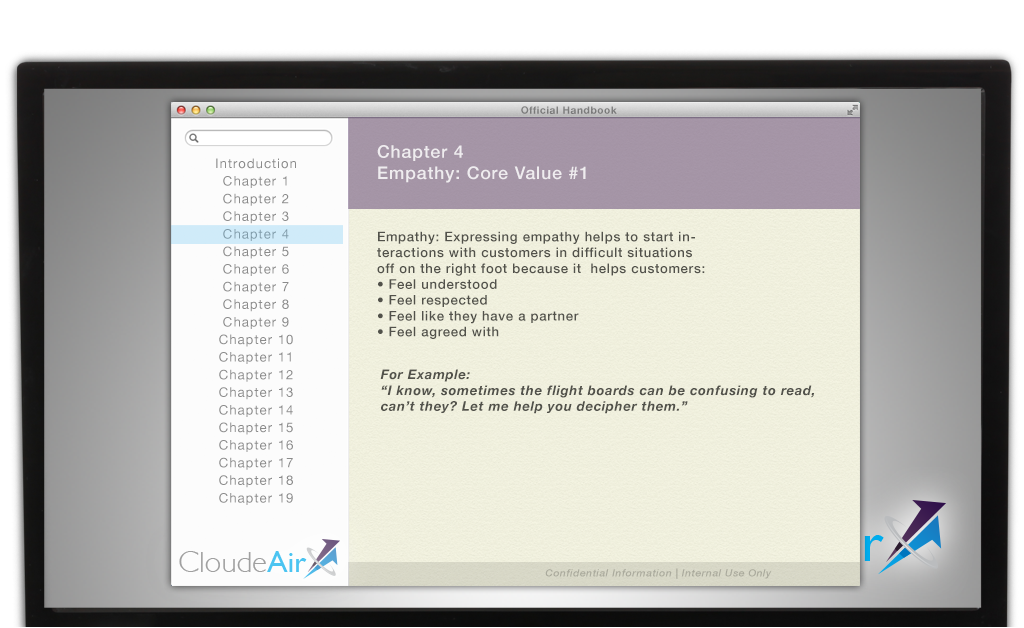 Official Handbook
Introduction
Chapter 1
Chapter 2
Chapter 3
Chapter 4
Chapter 5
Chapter 6
Chapter 7
Chapter 8
Chapter 9
Chapter 10
Chapter 11
Chapter 12
Chapter 13
Chapter 14
Chapter 15
Chapter 16
Chapter 17
Chapter 18
Chapter 19
CloudeAir
Chapter 4
Empathy: Core Value #1
Empathy: Expressing empathy helps to start in-
teractions with customers in difficult situations
off on the right foot because it  helps customers:
• Feel understood
• Feel respected
• Feel like they have a partner
• Feel agreed with
For Example:
“I know, sometimes the flight boards can be confusing to read,
can’t they? Let me help you decipher them.”
Confidential Information | Internal Use Only
r